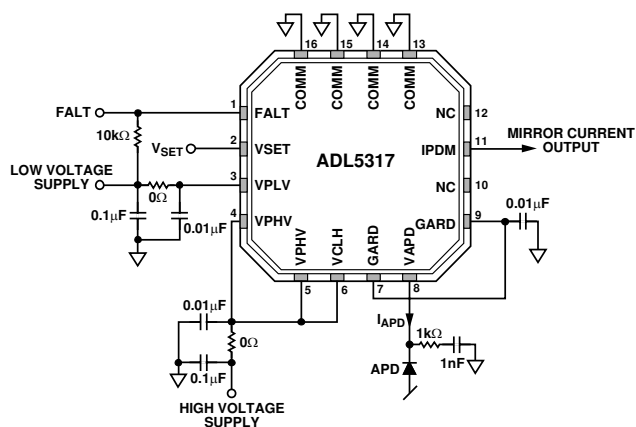 16 15 14 13
COMM COMM COMM COMM
FALT 1 FALT NC 12
10kΩ
VSET 2 VSET ADL5317 IPDM 11 MIRROR CURRENT
OUTPUT
LOW VOLTAGE
SUPPLY 3 VPLV NC 10
0Ω
0.1μF 0.01μF 4 VPHV GARD 9 0.01μF
VPHV VCLH GARD VAPD
5 6 7 8
0.01μF IAPD
0Ω 1kΩ
0.1μF APD 1nF
HIGH VOLTAGE
SUPPLY